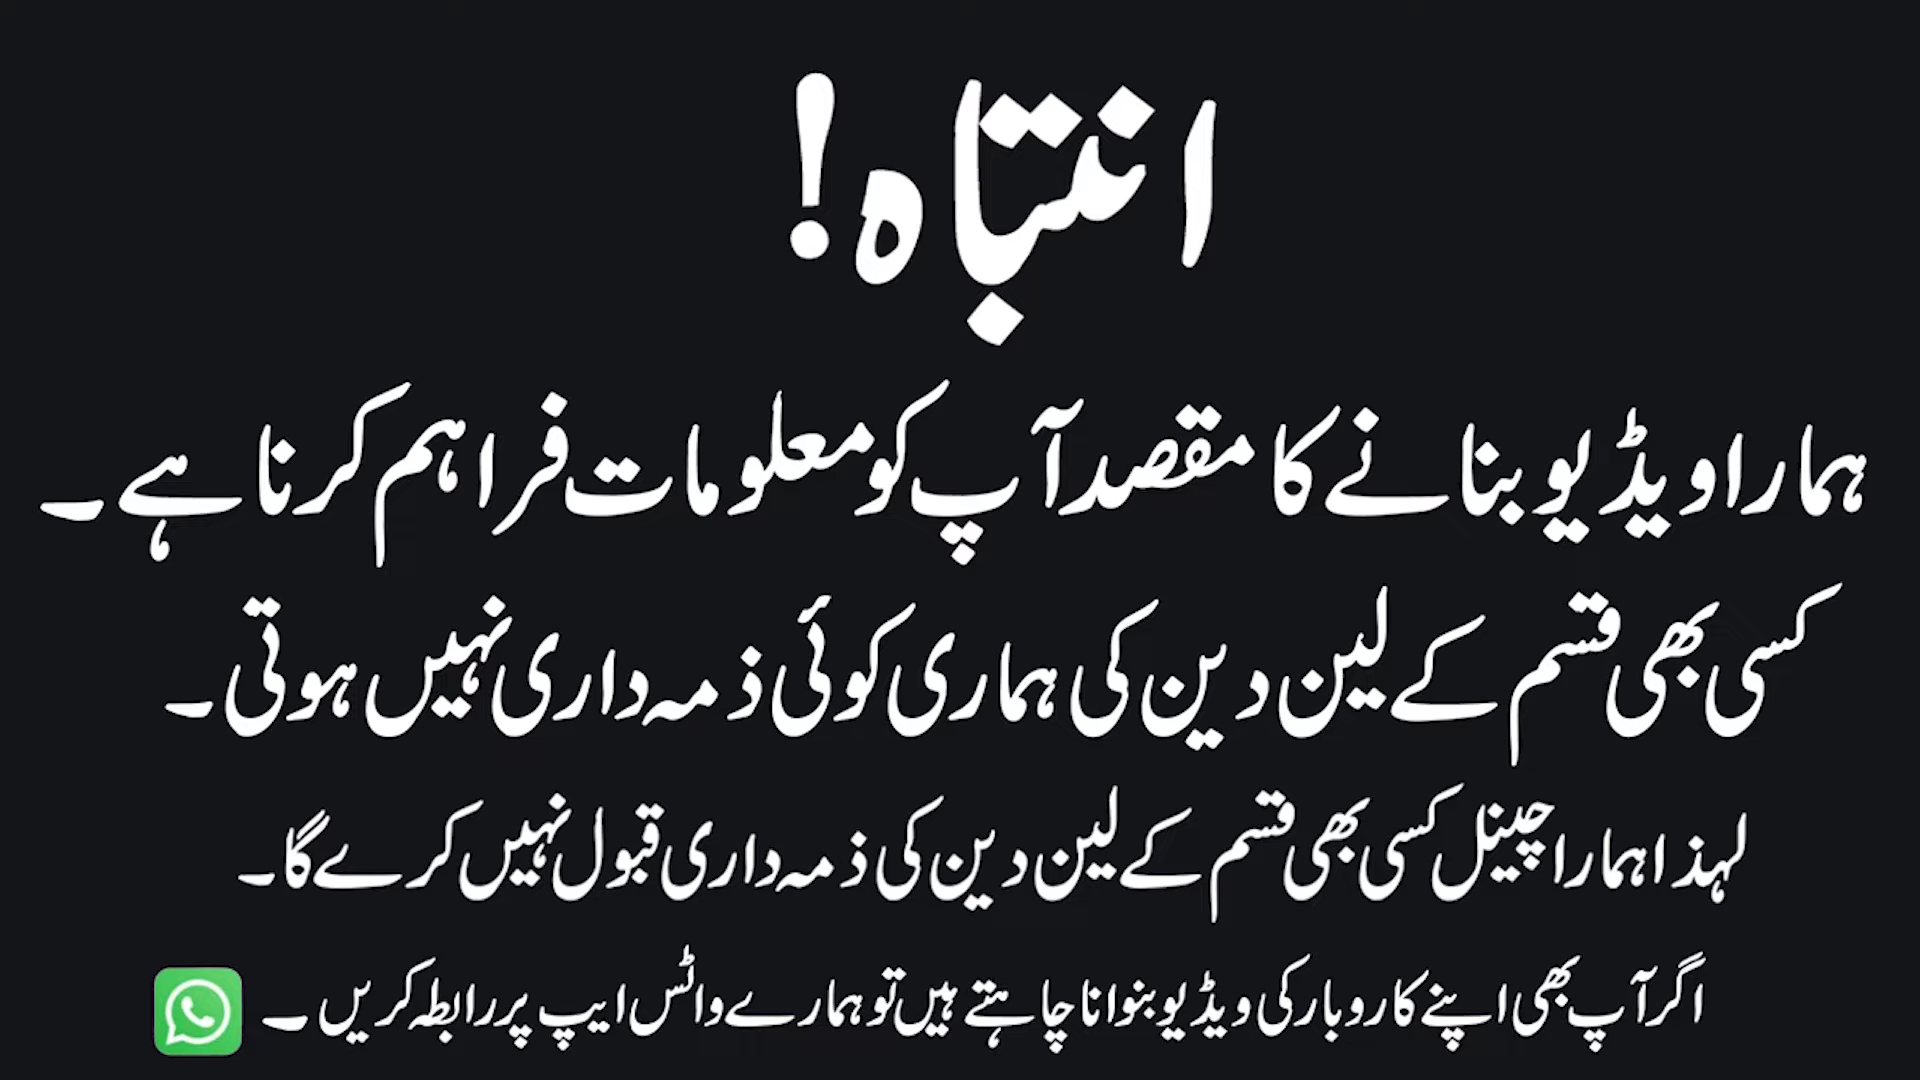 انتباہ!
ہمارا ویڈیو بنانے کا مقصد آپ کو معلومات فراہم کرنا ہے۔
کسی بھی قسم کے لین دین کی ہماری کوئی ذمہ داری نہیں ہوتی۔
لہذا ہمارا چینل کسی بھی قسم کے لین دین کی ذمہ داری قبول نہیں کرے گا۔
اگر آپ بھی اپنے کاروبار کی ویڈیو بنوانا چاہتے ہیں تو ہمارے واٹس ایپ پر رابطہ کریں۔